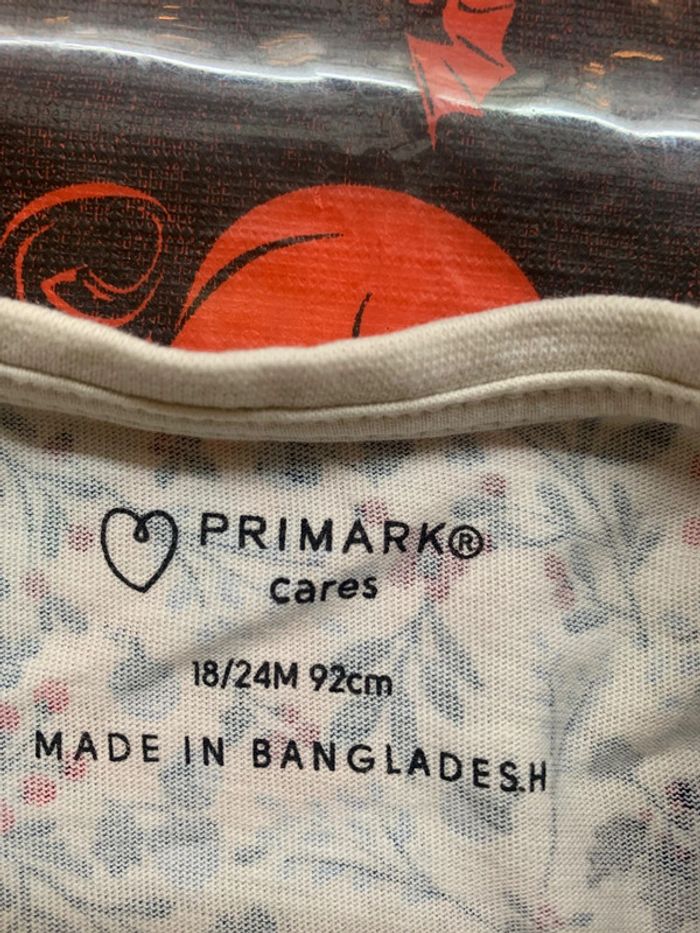 PRIMARK®
cares
18/24M 92cm
MADE IN BANGLADESH